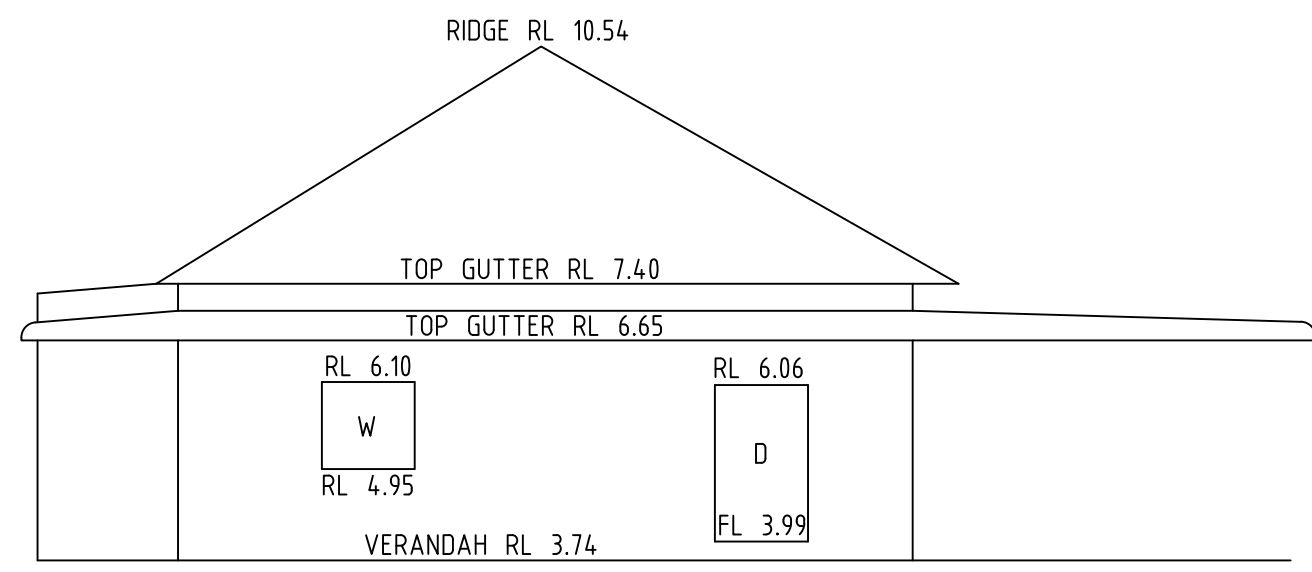 RIDGE RL 10.54
TOP GUTTER RL 7.40
TOP GUTTER RL 6.65
RL 6.10
RL 6.06
W
D
RL 4.95
FL 3.99
VERANDAH RL 3.74